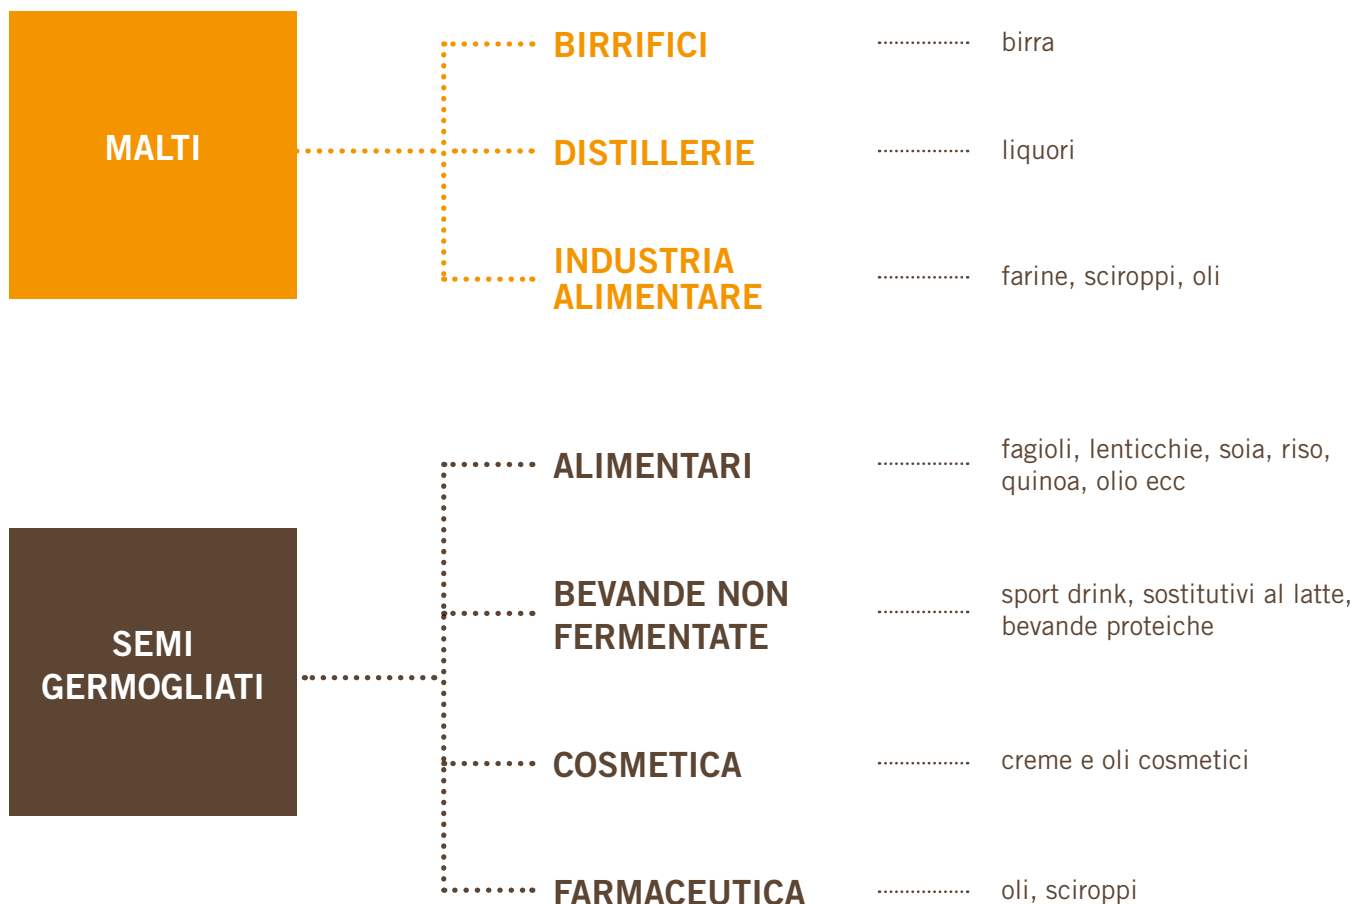 MALTI
BIRRIFICI
birra
DISTILLERIE
liquori
INDUSTRIA
ALIMENTARE
farine, sciroppi, oli
SEMI
GERMOGLIATI
ALIMENTARI
fagioli, lenticchie, soia, riso,
quinoa, olio ecc
BEVANDE NON
FERMENTATE
sport drink, sostitutivi al latte,
bevande proteiche
COSMETICA
creme e oli cosmetici
FARMACEUTICA
oli, sciroppi